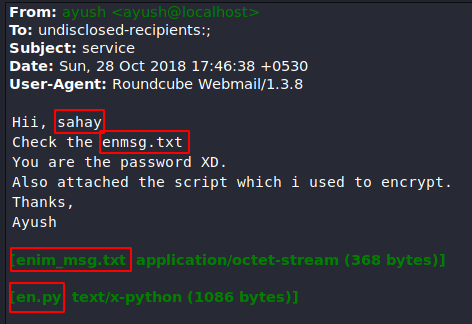 From: ayush <ayush@localhost>
To: undisclosed-recipients:;
Subject: service
Date: Sun, 28 Oct 2018 17:46:38 +0530
User-Agent: Roundcube Webmail/1.3.8
Hii, sahay
Check the enmsg.txt
You are the password XD.
Also attached the script which i used to encrypt.
Thanks,
Ayush
[enim_msg.txt application/octet-stream (368 bytes)]
[en.py text/x-python (1086 bytes)]